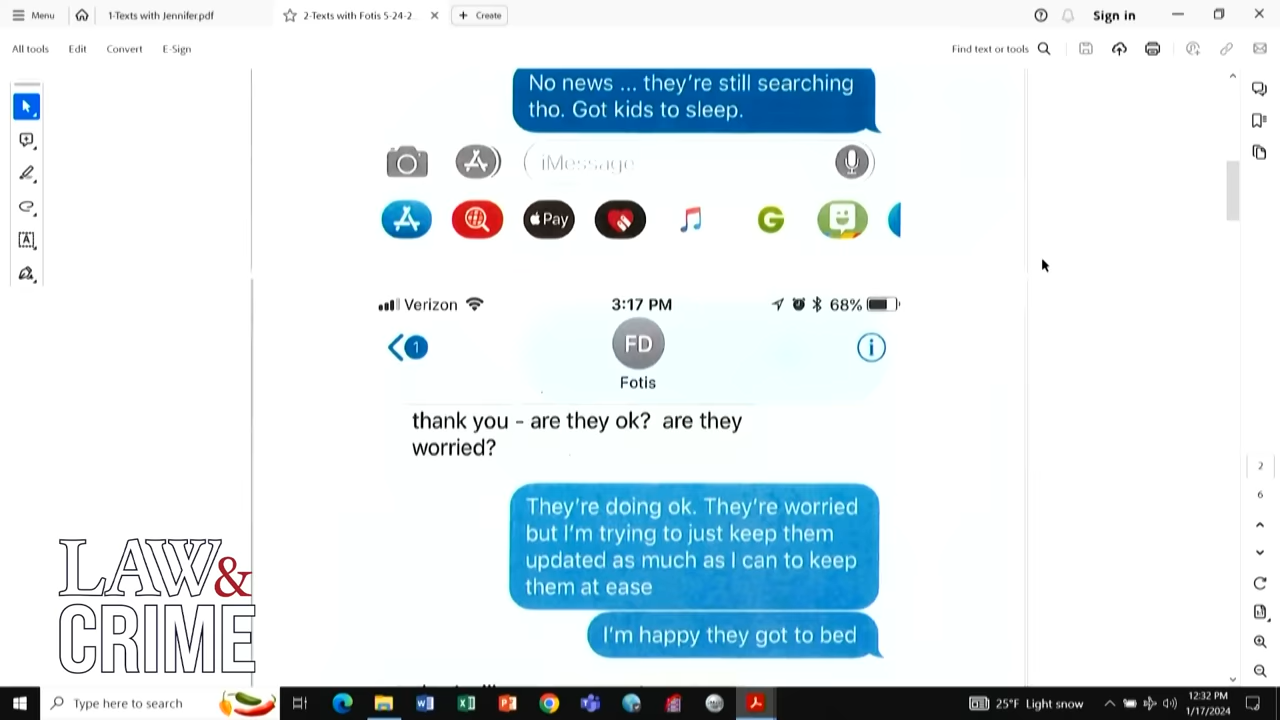 Menu
1-Texts with Jennifer.pdf
2-Texts with Fotis 5-24-2...
Create
Sign in
All tools
Edit
Convert
E-Sign
Find text or tools
No news ... they're still searching
tho. Got kids to sleep.
iMessage
Pay
G
Verizon
3:17 PM
68%
1
FD
i
Fotis
thank you - are they ok? are they
worried?
They're doing ok. They're worried
but I'm trying to just keep them
updated as much as I can to keep
them at ease
I'm happy they got to bed
2
6
LAW&
CRIME
Type here to search
25°F Light snow
12:32 PM
1/17/2024